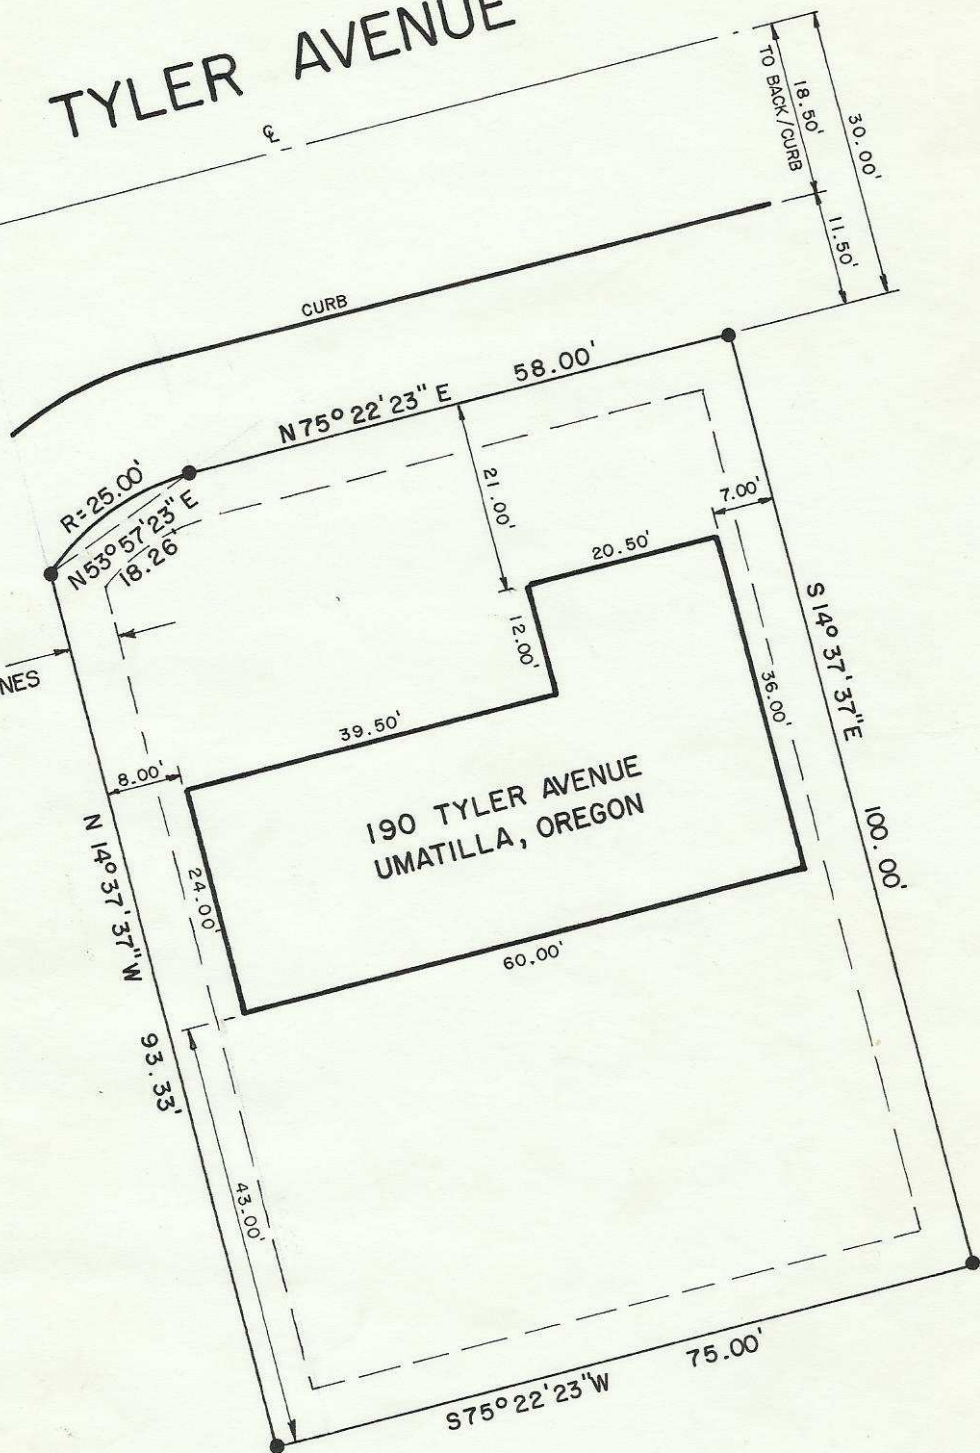 TYLER AVENUE
℄
TO BACK/CURB
18.50'
30.00'
11.50'
CURB
58.00'
N75°22'23"E
R=25.00'
N53°57'23"E
18.26'
21.00'
7.00'
20.50'
12.00'
S14°37'37"E
36.00'
NES
39.50'
8.00'
190 TYLER AVENUE
UMATILLA, OREGON
100.00'
N 14°37'37"W
24.00'
60.00'
93.33'
43.00'
75.00'
S75°22'23"W